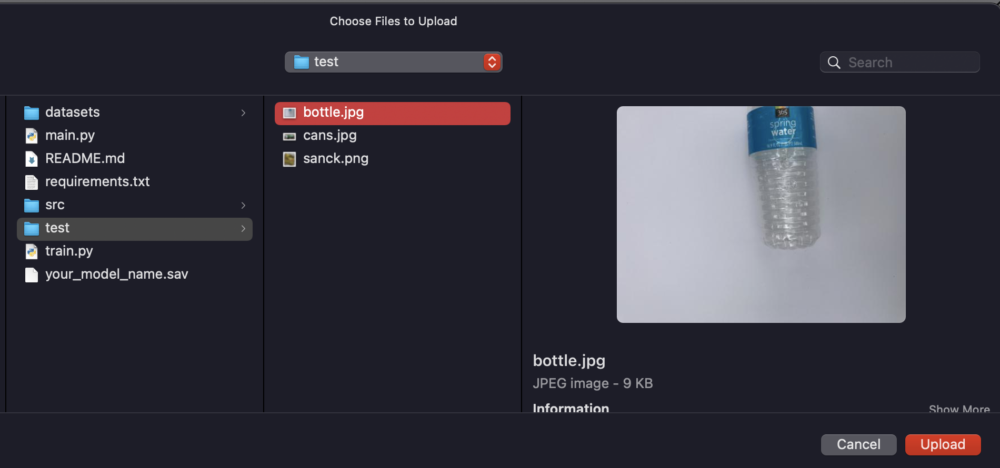 Choose Files to Upload
test
Search
datasets
main.py
README.md
requirements.txt
src
test
train.py
your_model_name.sav
bottle.jpg
cans.jpg
sanck.png
365
spring
water
bottle.jpg
JPEG image - 9 KB
Information
Show More
Cancel
Upload